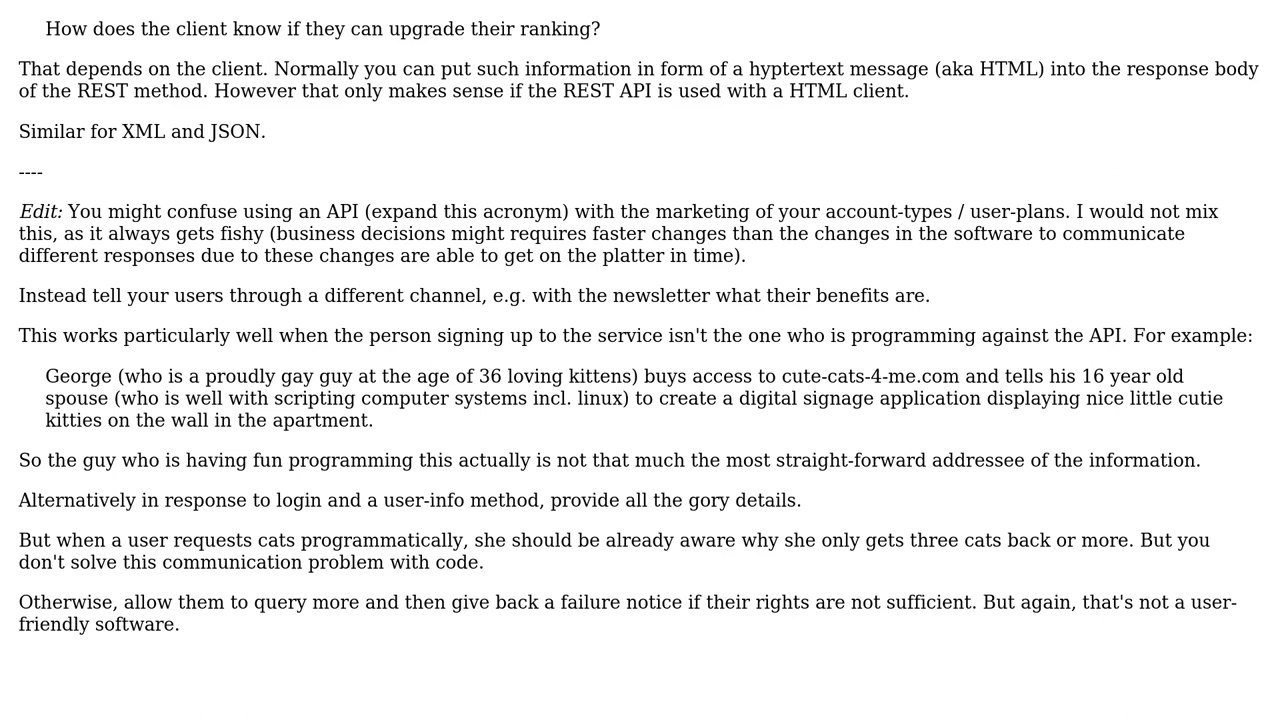 How does the client know if they can upgrade their ranking?
That depends on the client. Normally you can put such information in form of a hyptertext message (aka HTML) into the response body
of the REST method. However that only makes sense if the REST API is used with a HTML client.
Similar for XML and JSON.
----
Edit: You might confuse using an API (expand this acronym) with the marketing of your account-types / user-plans. I would not mix
this, as it always gets fishy (business decisions might requires faster changes than the changes in the software to communicate
different responses due to these changes are able to get on the platter in time).
Instead tell your users through a different channel, e.g. with the newsletter what their benefits are.
This works particularly well when the person signing up to the service isn't the one who is programming against the API. For example:
George (who is a proudly gay guy at the age of 36 loving kittens) buys access to cute-cats-4-me.com and tells his 16 year old
spouse (who is well with scripting computer systems incl. linux) to create a digital signage application displaying nice little cutie
kitties on the wall in the apartment.
So the guy who is having fun programming this actually is not that much the most straight-forward addressee of the information.
Alternatively in response to login and a user-info method, provide all the gory details.
But when a user requests cats programmatically, she should be already aware why she only gets three cats back or more. But you
don't solve this communication problem with code.
Otherwise, allow them to query more and then give back a failure notice if their rights are not sufficient. But again, that's not a user-
friendly software.